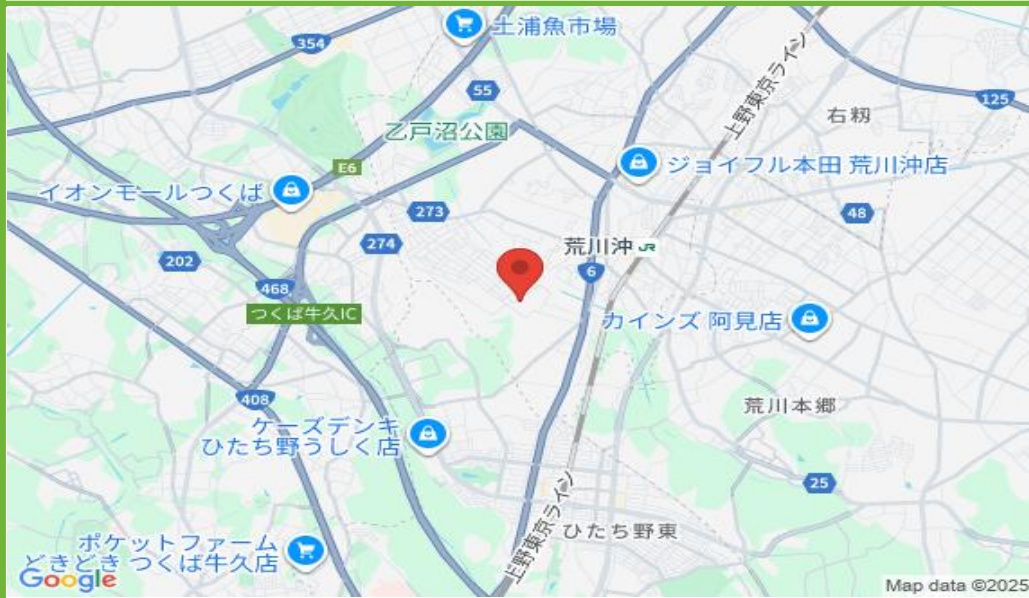 土浦魚市場
354
上野東京ライン
55
125
右籾
乙戸沼公園
E6
ジョイフル本田 荒川沖店
イオンモールつくば
273
48
274
荒川沖 JR
202
6
468
つくば牛久IC
カインズ 阿見店
408
荒川本郷
ケーズデンキ
ひたち野うしく店
25
上野東京ライン
ひたち野東
ポケットファーム
どきどき つくば牛久店
Google
Map data ©2025